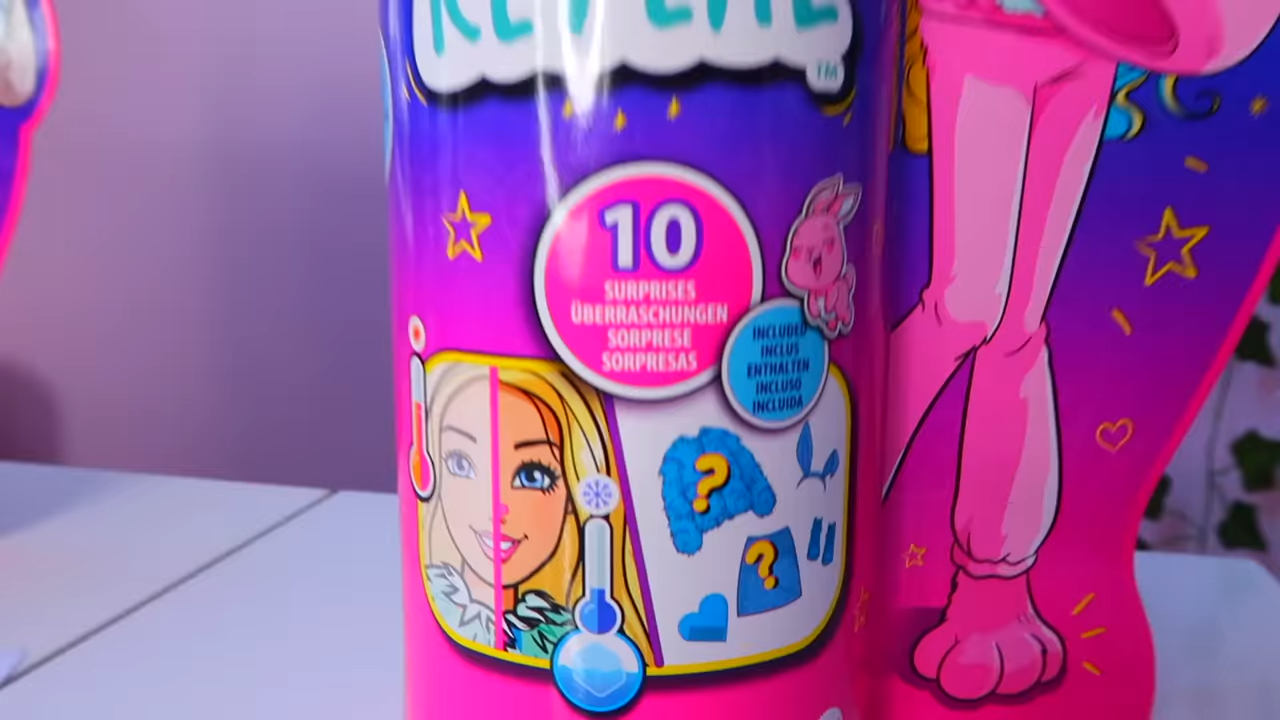 TM
10
SURPRISES
ÜBERRASCHUNGEN
SORPRESE
SORPRESAS
INCLUDED
INCLUS
ENTHALTEN
INCLUSO
INCLUIDA
?
?